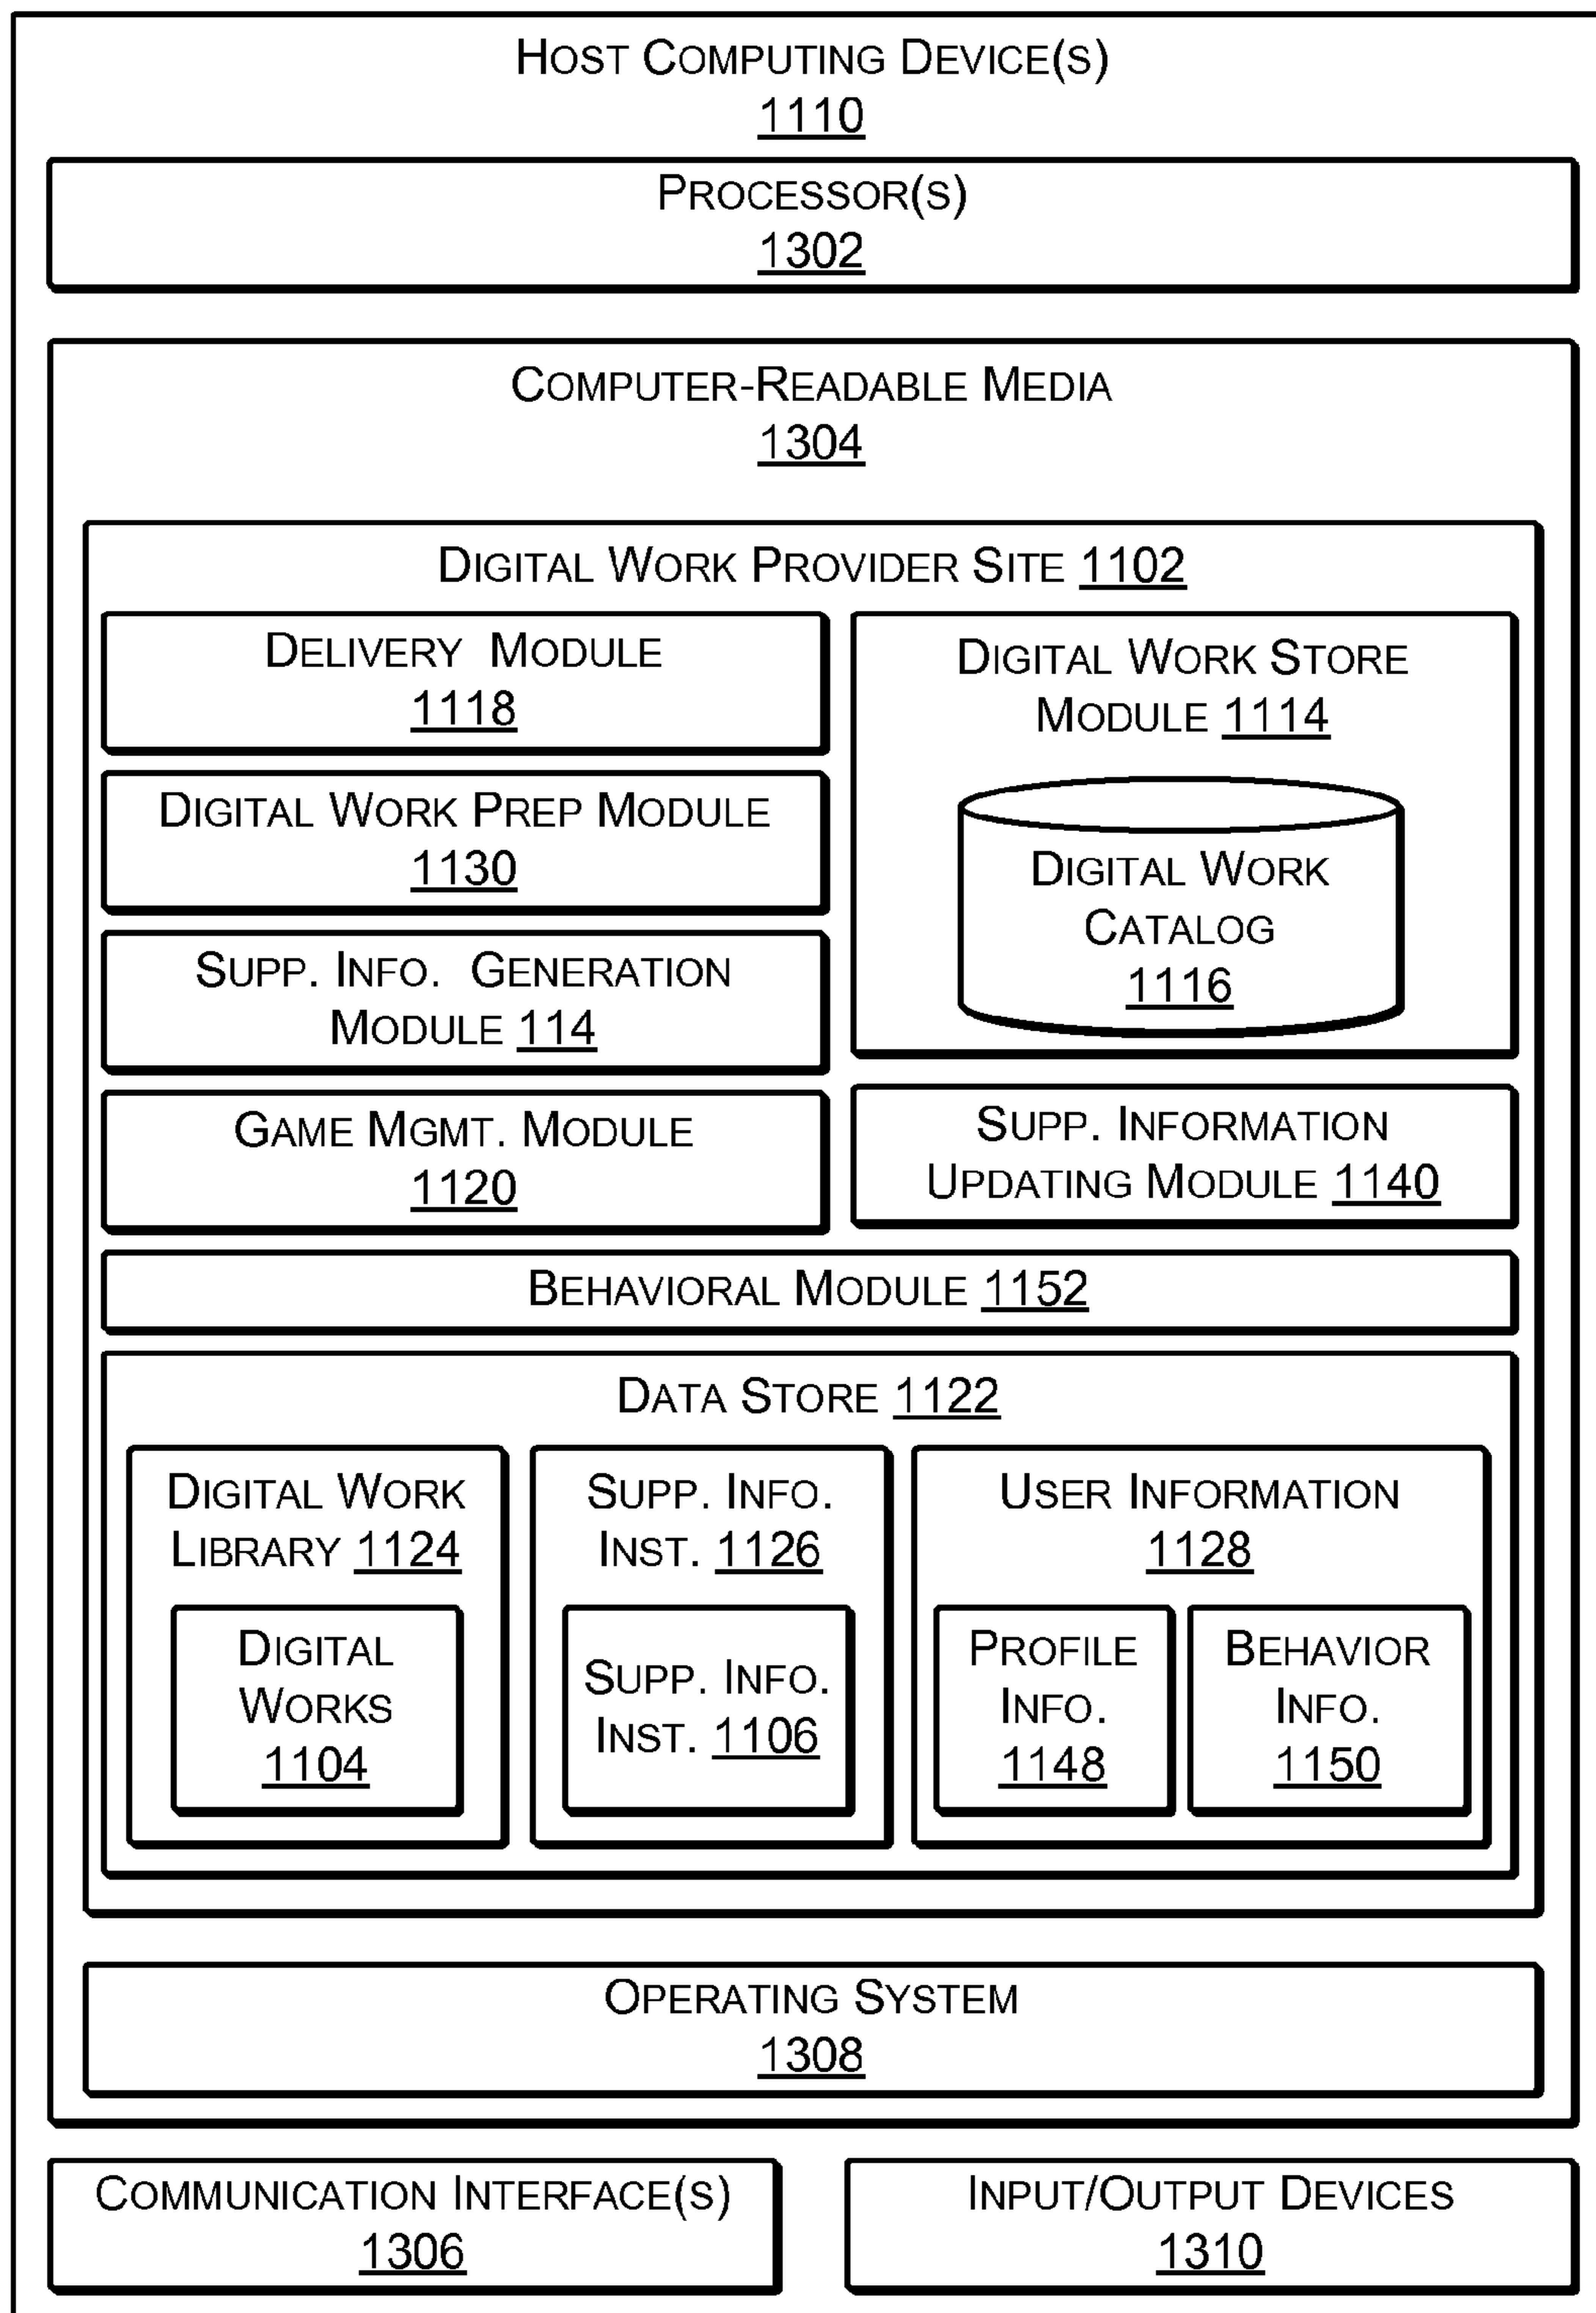 HOST COMPUTING DEVICE(S)
1110
PROCESSOR(S)
1302
COMPUTER-READABLE MEDIA
1304
DIGITAL WORK PROVIDER SITE 1102
DELIVERY MODULE
1118
DIGITAL WORK PREP MODULE
1130
SUPP. INFO. GENERATION
MODULE 114
GAME MGMT. MODULE
1120
DIGITAL WORK STORE
MODULE 1114
DIGITAL WORK
CATALOG
1116
SUPP. INFORMATION
UPDATING MODULE 1140
BEHAVIORAL MODULE 1152
DATA STORE 1122
DIGITAL WORK
LIBRARY 1124
DIGITAL
WORKS
1104
SUPP. INFO.
INST. 1126
SUPP. INFO.
INST. 1106
USER INFORMATION
1128
PROFILE
INFO.
1148
BEHAVIOR
INFO.
1150
OPERATING SYSTEM
1308
COMMUNICATION INTERFACE(S)
1306
INPUT/OUTPUT DEVICES
1310